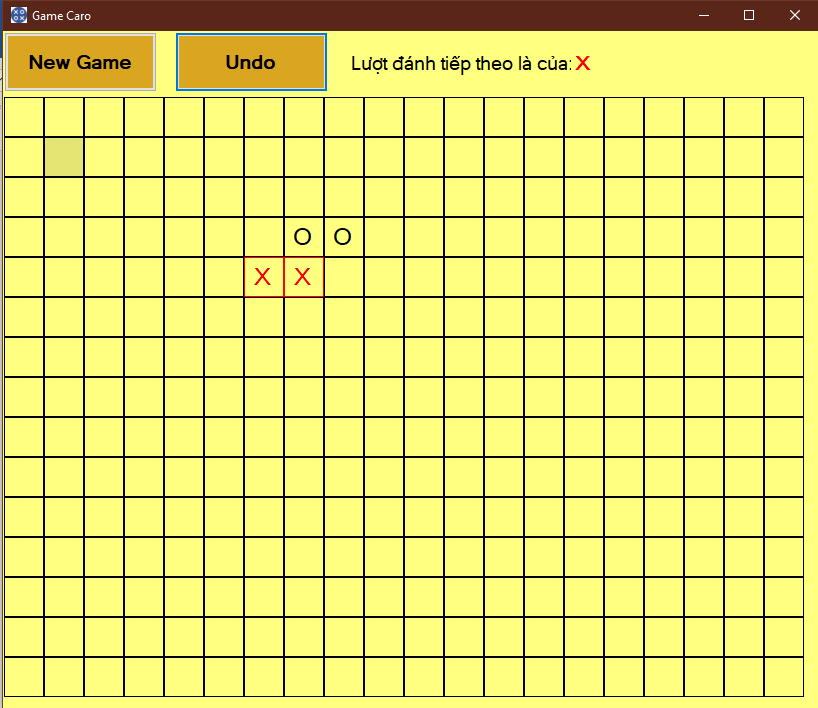 Game Caro
New Game Undo Lượt đánh tiếp theo là của: X
O O
X X